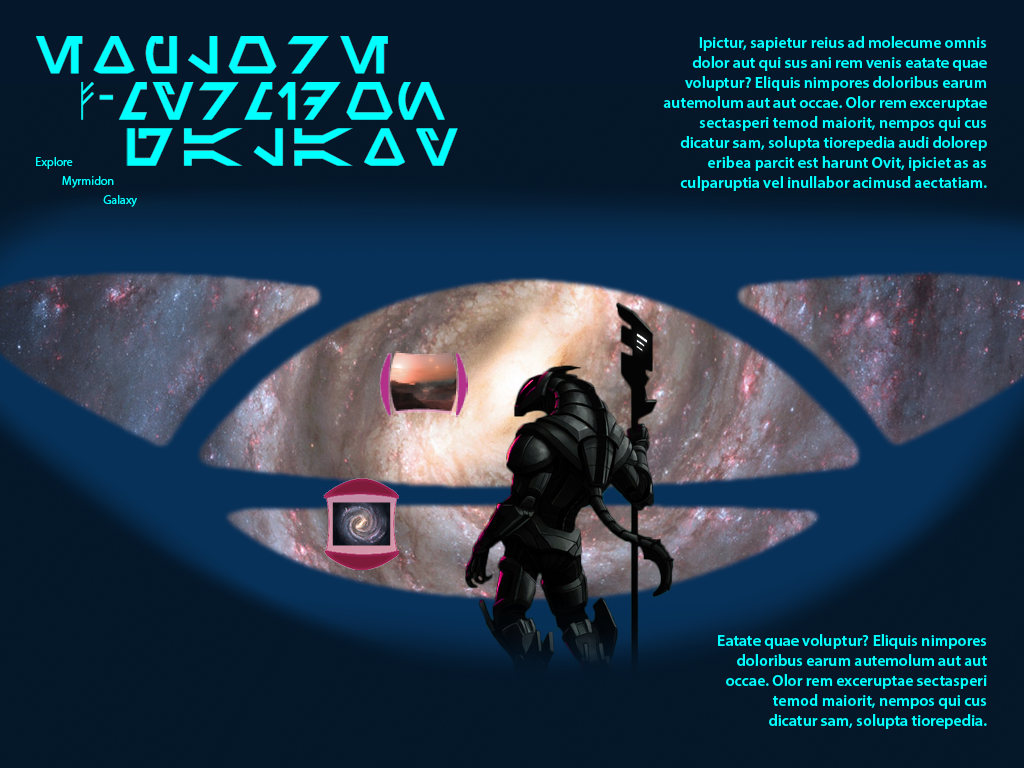 Explore
Myrmidon
Galaxy
Ipictur, sapietur reius ad molecume omnis
dolor aut qui sus ani rem venis eatate quae
voluptur? Eliquis nimpores doloribus earum
autemolum aut aut occae. Olor rem exceruptae
sectasperi temod maiorit, nempos qui cus
dicatur sam, solupta tiorepedia audi dolorep
eribea parcit est harunt Ovit, ipiciet as as
culparuptia vel inullabor acimusd aectatiam.
Eatate quae voluptur? Eliquis nimpores
doloribus earum autemolum aut aut
occae. Olor rem exceruptae sectasperi
temod maiorit, nempos qui cus
dicatur sam, solupta tiorepedia.